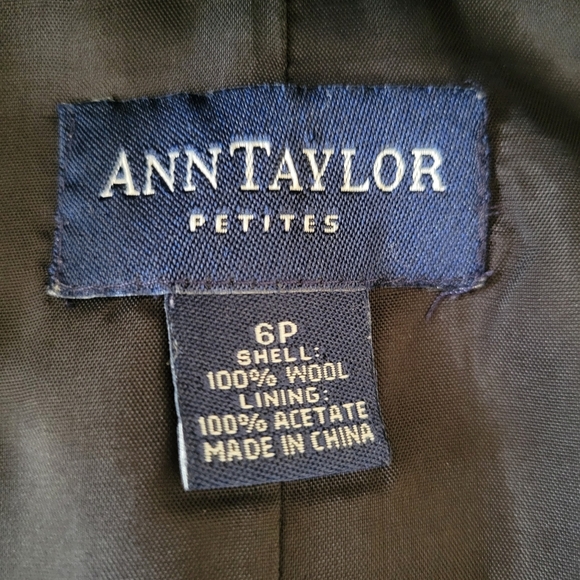 ANNTAYLOR
PETITES
6P
SHELL:
100% WOOL
LINING:
100% ACETATE
MADE IN CHINA